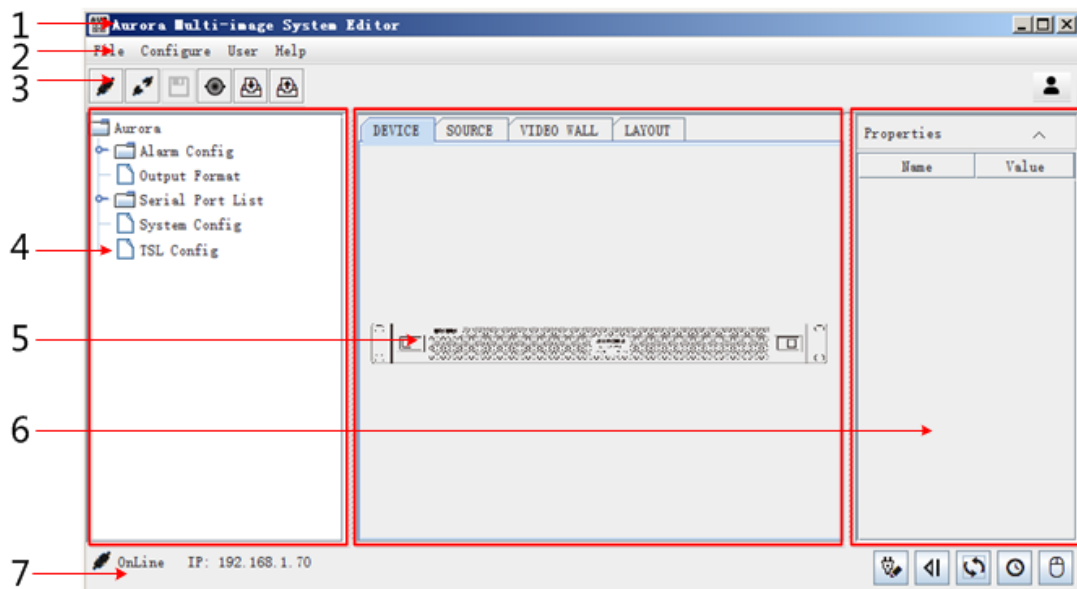 1
Aurora Multi-image System Editor
2
File Configure User Help
3
Aurora
Alarm Config
Output Format
Serial Port List
System Config
4
TSL Config
DEVICE SOURCE VIDEO WALL LAYOUT
5
Properties
Name Value
6
OnLine IP: 192.168.1.70
7